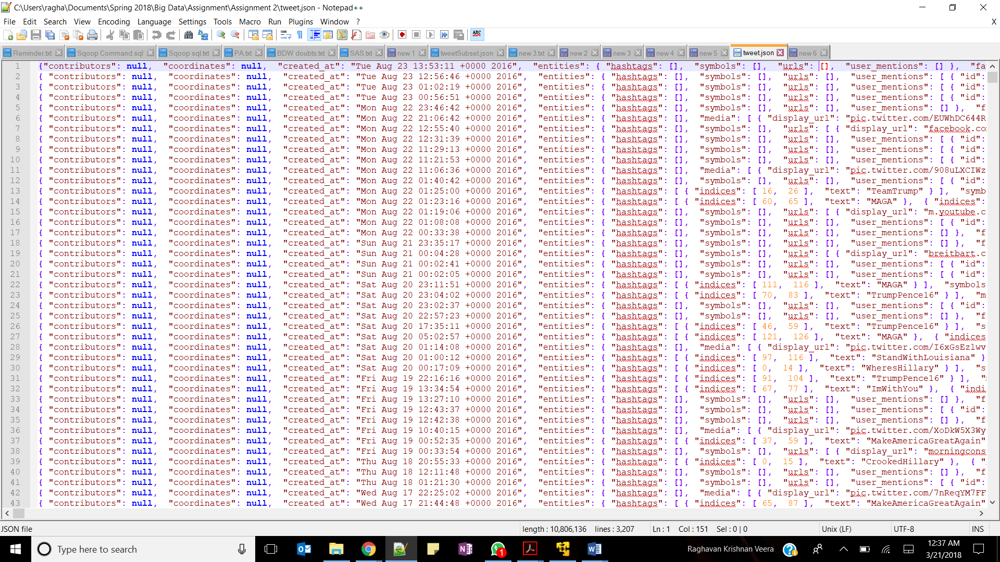 C:\Users\ragha\Documents\Spring 2018\Big Data\Assignment\Assignment 2\tweet.json - Notepad++
File Edit Search View Encoding Language Settings Tools Macro Run Plugins Window ? X
ABC
Reminder.txt Sqoop Command.sql Sqoop sql.txt PA.txt BDW doubts.txt SAS.txt new 1 tweetSubset.json new 3.txt new 2 new 3 new 4 new 5 tweet.json new 6
1 {"contributors": null, "coordinates": null, "created_at": "Tue Aug 23 13:53:11 +0000 2016", "entities": { "hashtags": [], "symbols": [], "urls": [], "user_mentions": [] }, "fa
2 { "contributors": null, "coordinates": null, "created_at": "Tue Aug 23 12:56:46 +0000 2016", "entities": { "hashtags": [], "symbols": [], "urls": [], "user_mentions": [ { "id":
3 { "contributors": null, "coordinates": null, "created_at": "Tue Aug 23 01:02:19 +0000 2016", "entities": { "hashtags": [], "symbols": [], "urls": [], "user_mentions": [ { "id":
4 { "contributors": null, "coordinates": null, "created_at": "Tue Aug 23 00:56:51 +0000 2016", "entities": { "hashtags": [], "symbols": [], "urls": [], "user_mentions": [ { "id":
5 { "contributors": null, "coordinates": null, "created_at": "Mon Aug 22 23:46:42 +0000 2016", "entities": { "hashtags": [], "symbols": [], "urls": [], "user_mentions": [] }, "f
6 { "contributors": null, "coordinates": null, "created_at": "Mon Aug 22 21:06:42 +0000 2016", "entities": { "hashtags": [], "media": [ { "display_url": "pic.twitter.com/EUWhDC644R
7 { "contributors": null, "coordinates": null, "created_at": "Mon Aug 22 12:55:40 +0000 2016", "entities": { "hashtags": [], "symbols": [], "urls": [ { "display_url": "facebook.co
8 { "contributors": null, "coordinates": null, "created_at": "Mon Aug 22 12:31:39 +0000 2016", "entities": { "hashtags": [], "symbols": [], "urls": [], "user_mentions": [ { "id":
9 { "contributors": null, "coordinates": null, "created_at": "Mon Aug 22 11:29:13 +0000 2016", "entities": { "hashtags": [], "symbols": [], "urls": [], "user_mentions": [ { "id":
10 { "contributors": null, "coordinates": null, "created_at": "Mon Aug 22 11:21:53 +0000 2016", "entities": { "hashtags": [], "symbols": [], "urls": [], "user_mentions": [ { "id":
11 { "contributors": null, "coordinates": null, "created_at": "Mon Aug 22 11:06:36 +0000 2016", "entities": { "hashtags": [], "media": [ { "display_url": "pic.twitter.com/908uLXCIWz
12 { "contributors": null, "coordinates": null, "created_at": "Mon Aug 22 01:40:42 +0000 2016", "entities": { "hashtags": [], "symbols": [], "urls": [], "user_mentions": [ { "id":
13 { "contributors": null, "coordinates": null, "created_at": "Mon Aug 22 01:25:00 +0000 2016", "entities": { "hashtags": [ { "indices": [ 16, 26 ], "text": "TeamTrump" } ], "symb
14 { "contributors": null, "coordinates": null, "created_at": "Mon Aug 22 01:23:16 +0000 2016", "entities": { "hashtags": [ { "indices": [ 60, 65 ], "text": "MAGA" }, { "indices":
15 { "contributors": null, "coordinates": null, "created_at": "Mon Aug 22 01:19:06 +0000 2016", "entities": { "hashtags": [], "symbols": [], "urls": [ { "display_url": "m.youtube.c
16 { "contributors": null, "coordinates": null, "created_at": "Mon Aug 22 01:08:08 +0000 2016", "entities": { "hashtags": [], "symbols": [], "urls": [], "user_mentions": [ { "id":
17 { "contributors": null, "coordinates": null, "created_at": "Mon Aug 22 00:33:38 +0000 2016", "entities": { "hashtags": [], "symbols": [], "urls": [], "user_mentions": [] }, "f
18 { "contributors": null, "coordinates": null, "created_at": "Sun Aug 21 23:35:17 +0000 2016", "entities": { "hashtags": [], "symbols": [], "urls": [], "user_mentions": [] }, "f
19 { "contributors": null, "coordinates": null, "created_at": "Sun Aug 21 00:04:28 +0000 2016", "entities": { "hashtags": [], "symbols": [], "urls": [ { "display_url": "breitbart.c
20 { "contributors": null, "coordinates": null, "created_at": "Sun Aug 21 00:02:41 +0000 2016", "entities": { "hashtags": [], "symbols": [], "urls": [], "user_mentions": [ { "id":
21 { "contributors": null, "coordinates": null, "created_at": "Sun Aug 21 00:02:05 +0000 2016", "entities": { "hashtags": [], "symbols": [], "urls": [], "user_mentions": [ { "id":
22 { "contributors": null, "coordinates": null, "created_at": "Sat Aug 20 23:11:51 +0000 2016", "entities": { "hashtags": [ { "indices": [ 111, 116 ], "text": "MAGA" } ], "symbols
23 { "contributors": null, "coordinates": null, "created_at": "Sat Aug 20 23:04:02 +0000 2016", "entities": { "hashtags": [ { "indices": [ 70, 83 ], "text": "TrumpPence16" } ], "m
24 { "contributors": null, "coordinates": null, "created_at": "Sat Aug 20 23:02:37 +0000 2016", "entities": { "hashtags": [], "symbols": [], "urls": [], "user_mentions": [ { "id":
25 { "contributors": null, "coordinates": null, "created_at": "Sat Aug 20 22:57:23 +0000 2016", "entities": { "hashtags": [], "symbols": [], "urls": [], "user_mentions": [] }, "f
26 { "contributors": null, "coordinates": null, "created_at": "Sat Aug 20 17:35:11 +0000 2016", "entities": { "hashtags": [ { "indices": [ 46, 59 ], "text": "TrumpPence16" } ], "s
27 { "contributors": null, "coordinates": null, "created_at": "Sat Aug 20 05:02:57 +0000 2016", "entities": { "hashtags": [ { "indices": [ 121, 126 ], "text": "MAGA" }, { "indices
28 { "contributors": null, "coordinates": null, "created_at": "Sat Aug 20 01:14:08 +0000 2016", "entities": { "hashtags": [], "media": [ { "display_url": "pic.twitter.com/I6xGsEzlwv
29 { "contributors": null, "coordinates": null, "created_at": "Sat Aug 20 01:00:12 +0000 2016", "entities": { "hashtags": [ { "indices": [ 97, 116 ], "text": "StandWithLouisiana" }
30 { "contributors": null, "coordinates": null, "created_at": "Sat Aug 20 00:17:09 +0000 2016", "entities": { "hashtags": [ { "indices": [ 0, 14 ], "text": "WheresHillary" } ], "s
31 { "contributors": null, "coordinates": null, "created_at": "Fri Aug 19 22:16:16 +0000 2016", "entities": { "hashtags": [ { "indices": [ 91, 104 ], "text": "TrumpPence16" } ], "
32 { "contributors": null, "coordinates": null, "created_at": "Fri Aug 19 13:34:54 +0000 2016", "entities": { "hashtags": [ { "indices": [ 67, 77 ], "text": "ImWithYou" }, { "indi
33 { "contributors": null, "coordinates": null, "created_at": "Fri Aug 19 13:27:10 +0000 2016", "entities": { "hashtags": [], "symbols": [], "urls": [], "user_mentions": [] }, "f
34 { "contributors": null, "coordinates": null, "created_at": "Fri Aug 19 12:43:37 +0000 2016", "entities": { "hashtags": [], "symbols": [], "urls": [], "user_mentions": [ { "id":
35 { "contributors": null, "coordinates": null, "created_at": "Fri Aug 19 12:42:38 +0000 2016", "entities": { "hashtags": [], "symbols": [], "urls": [], "user_mentions": [] }, "f
36 { "contributors": null, "coordinates": null, "created_at": "Fri Aug 19 10:40:15 +0000 2016", "entities": { "hashtags": [], "media": [ { "display_url": "pic.twitter.com/XoDkW5X3Wy
37 { "contributors": null, "coordinates": null, "created_at": "Fri Aug 19 00:52:35 +0000 2016", "entities": { "hashtags": [ { "indices": [ 37, 59 ], "text": "MakeAmericaGreatAgain"
38 { "contributors": null, "coordinates": null, "created_at": "Fri Aug 19 00:33:54 +0000 2016", "entities": { "hashtags": [], "symbols": [], "urls": [ { "display_url": "morningcons
39 { "contributors": null, "coordinates": null, "created_at": "Thu Aug 18 20:55:33 +0000 2016", "entities": { "hashtags": [ { "indices": [ 0, 15 ], "text": "CrookedHillary" }, { "
40 { "contributors": null, "coordinates": null, "created_at": "Thu Aug 18 12:11:48 +0000 2016", "entities": { "hashtags": [], "symbols": [], "urls": [], "user_mentions": [] }, "f
41 { "contributors": null, "coordinates": null, "created_at": "Thu Aug 18 01:21:30 +0000 2016", "entities": { "hashtags": [], "symbols": [], "urls": [], "user_mentions": [ { "id":
42 { "contributors": null, "coordinates": null, "created_at": "Wed Aug 17 22:25:02 +0000 2016", "entities": { "hashtags": [], "media": [ { "display_url": "pic.twitter.com/7nReqYM7FF
43 { "contributors": null, "coordinates": null, "created_at": "Wed Aug 17 21:44:48 +0000 2016", "entities": { "hashtags": [ { "indices": [ 65, 87 ], "text": "MakeAmericaGreatAgain"
JSON file length : 10,806,136 lines : 3,207 Ln : 1 Col : 151 Sel : 0 | 0 Unix (LF) UTF-8 INS
Type here to search 1 Raghavan Krishnan Veera 12:37 AM
3/21/2018